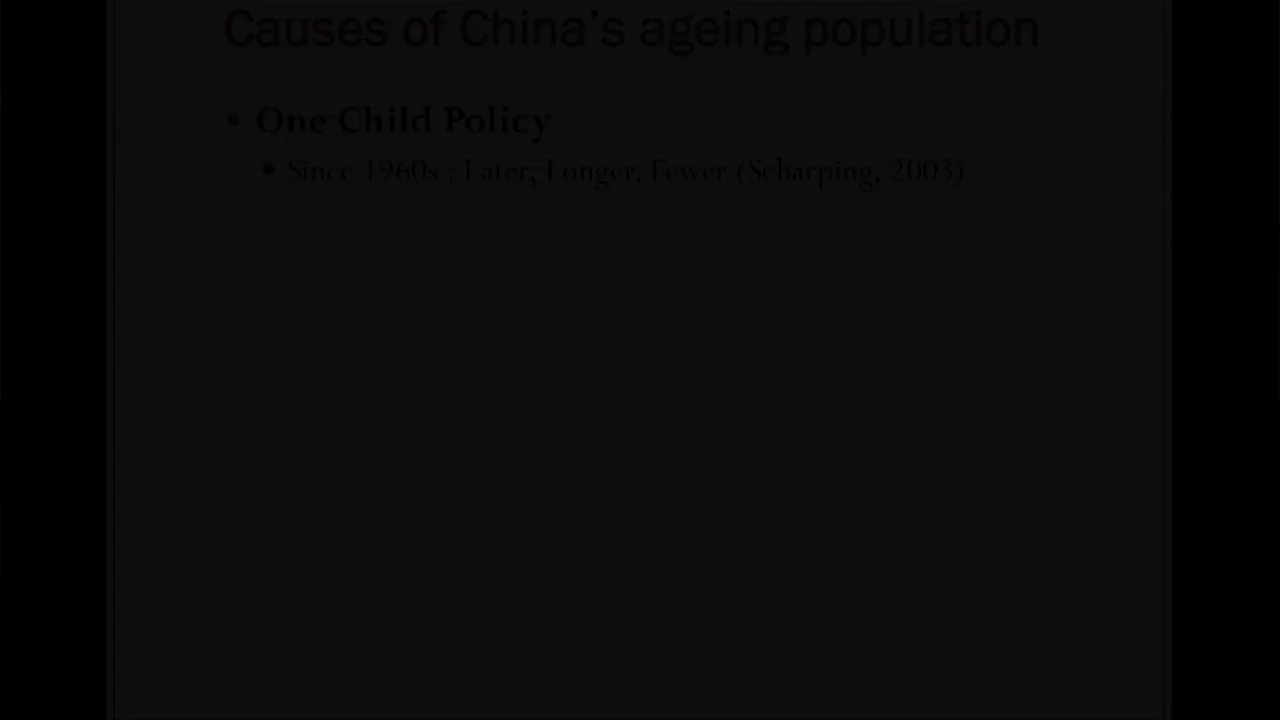 Causes of China's ageing population
• One Child Policy
• Since 1960s : Later, Longer, Fewer (Scharping, 2003)